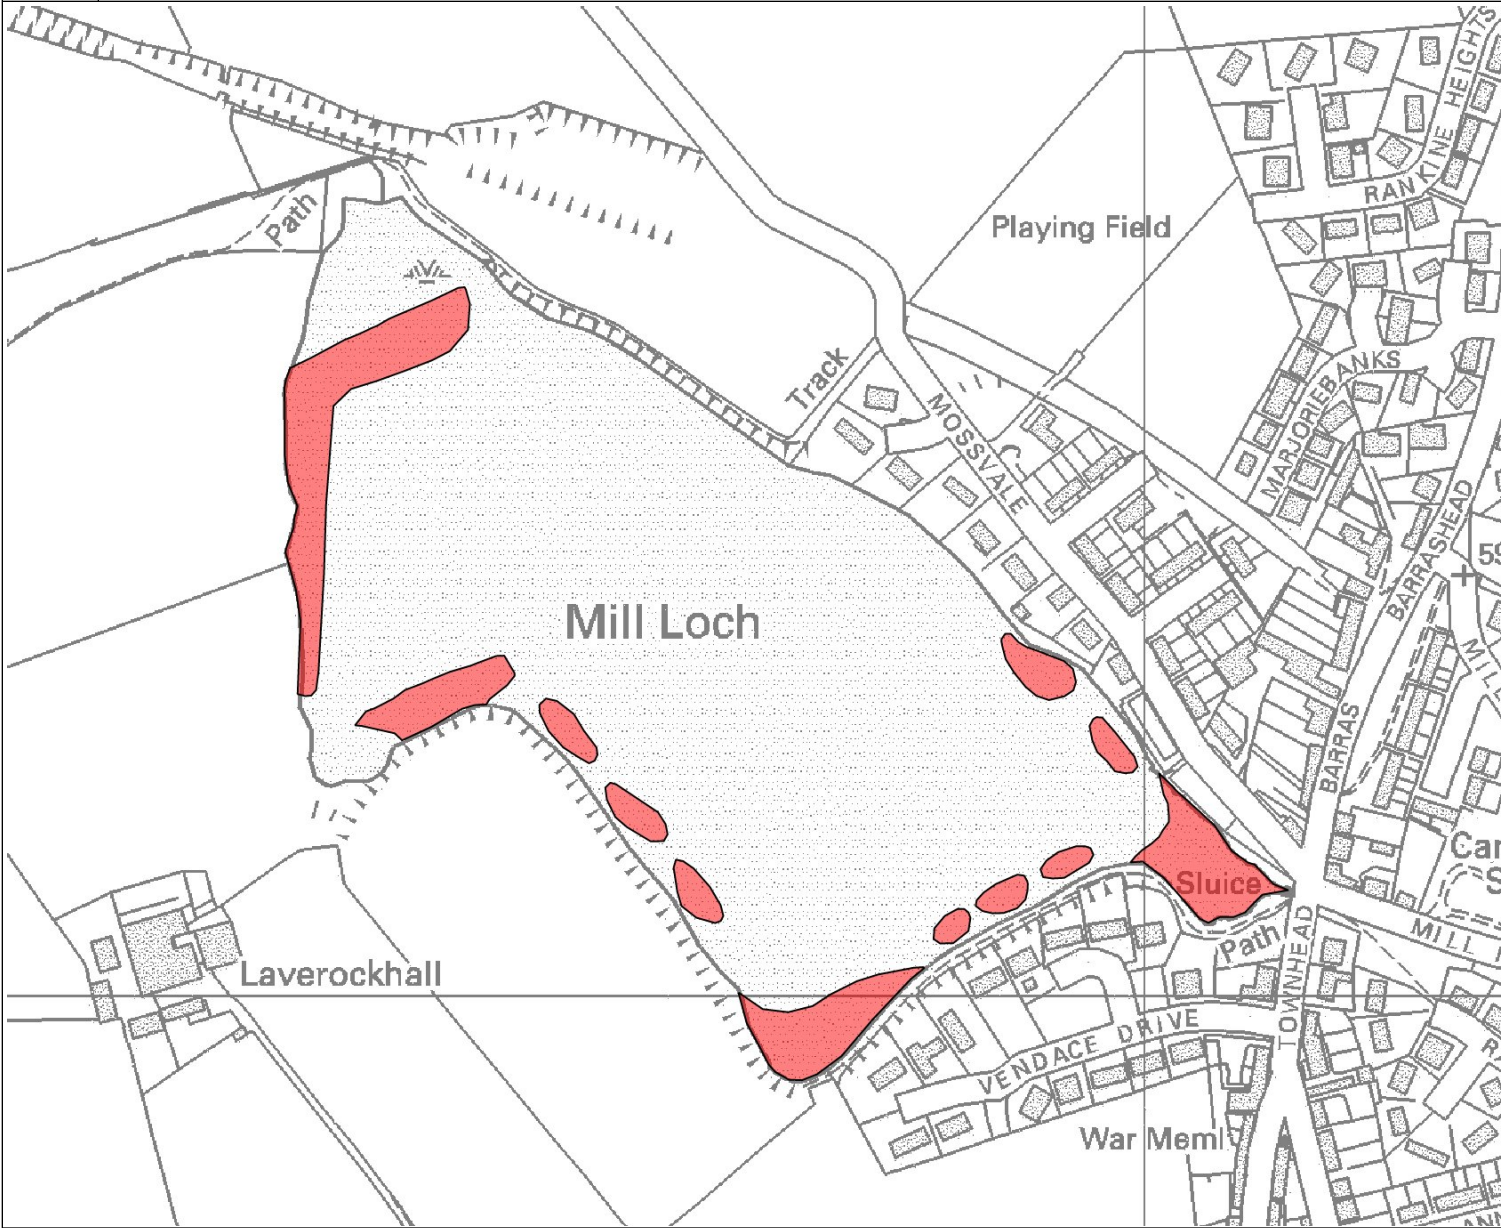 RANKINE HEIGHTS
Path
Playing Field
Track
MOSSVALE
MARJORIEBANKS
BARRASHEAD
Mill Loch
BARRAS
Sluice
Path
MILL
Laverockhall
TOWNHEAD
VENDACE DRIVE
War Meml